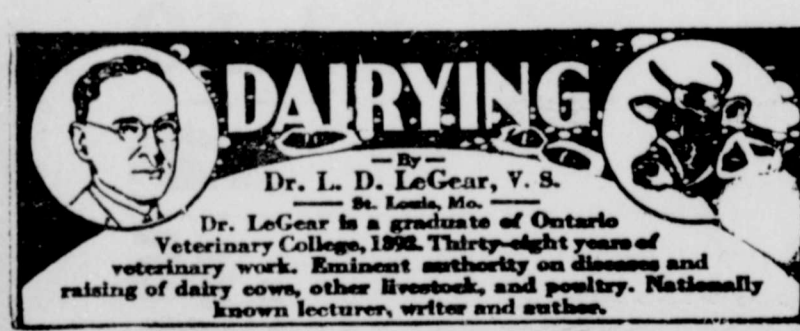 DAIRYING
—By—
Dr. L. D. LeGear, V. S.
St. Louis, Mo.
Dr. LeGear is a graduate of Ontario
Veterinary College, 1892. Thirty-eight years of
veterinary work. Eminent authority on diseases and
raising of dairy cows, other livestock, and poultry. Nationally
known lecturer, writer and author.